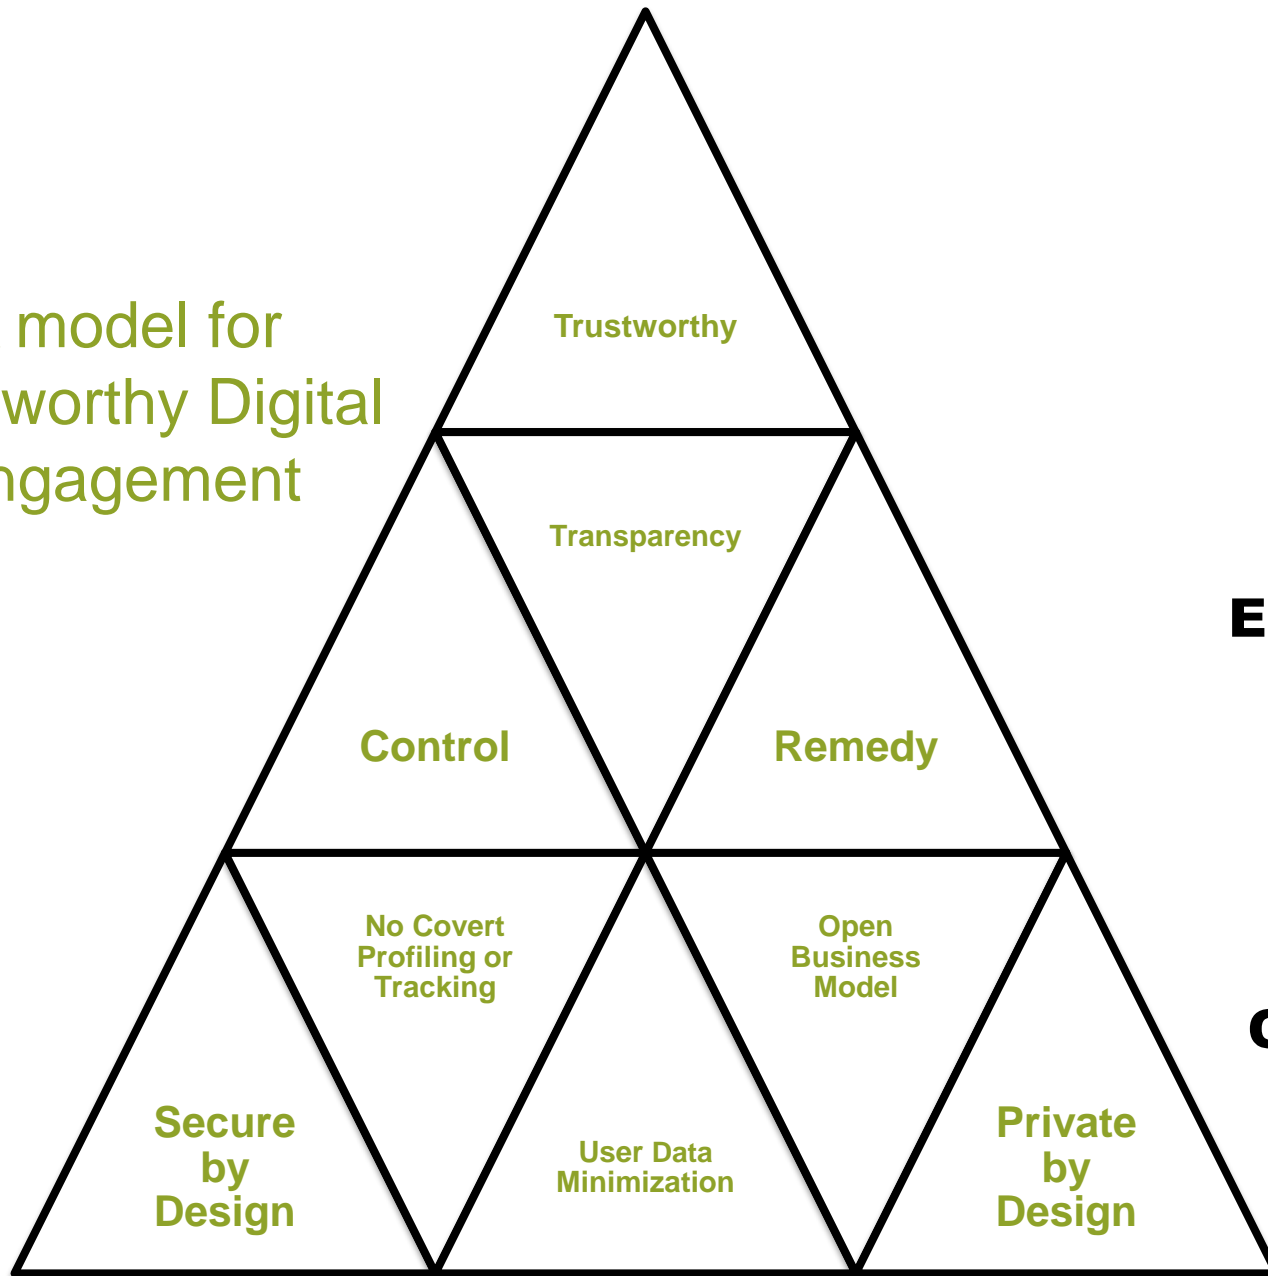 model for
worthy Digital
ngagement
Trustworthy
Transparency
E
Control
Remedy
No Covert
Profiling or
Tracking
Open
Business
Model
Secure
by
Design
User Data
Minimization
Private
by
Design